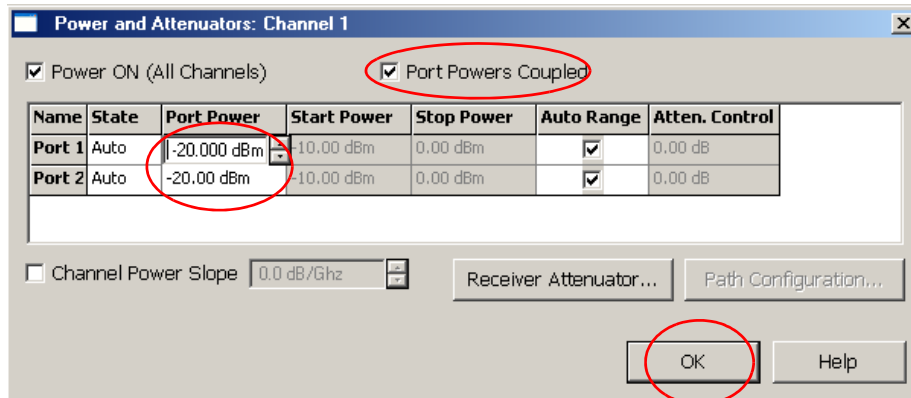 Power and Attenuators: Channel 1
Power ON (All Channels) Port Powers Coupled
Name State Port Power Start Power Stop Power Auto Range Atten. Control
Port 1 Auto -20.000 dBm -10.00 dBm 0.00 dBm 0.00 dB
Port 2 Auto -20.00 dBm -10.00 dBm 0.00 dBm 0.00 dB
Channel Power Slope 0.0 dB/Ghz Receiver Attenuator... Path Configuration...
OK Help